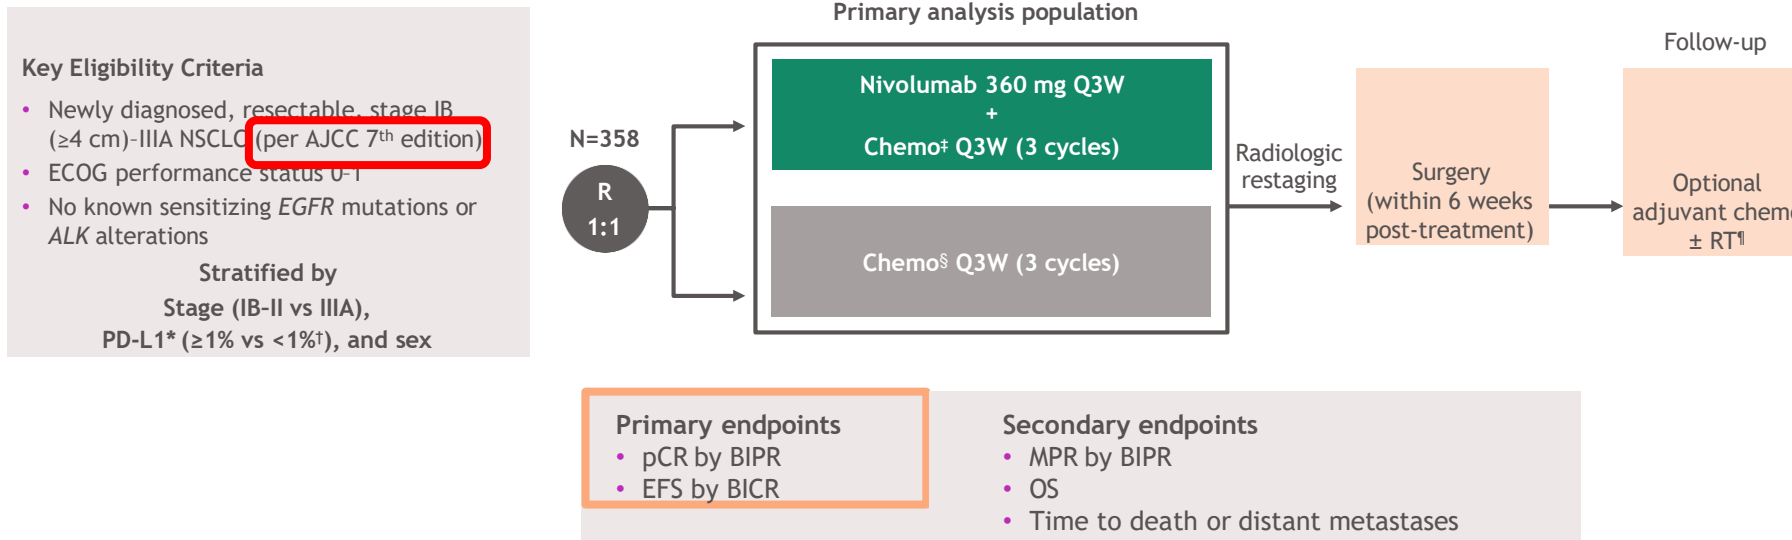 Key Eligibility Criteria
• Newly diagnosed, resectable, stage IB
(≥4 cm)–IIIA NSCLC (per AJCC 7th edition)
• ECOG performance status 0–1
• No known sensitizing EGFR mutations or
ALK alterations
Stratified by
Stage (IB–II vs IIIA),
PD-L1* (≥1% vs <1%†), and sex
N=358
R
1:1
Primary analysis population
Nivolumab 360 mg Q3W
+
Chemo‡ Q3W (3 cycles)
Chemo§ Q3W (3 cycles)
Radiologic
restaging
Surgery
(within 6 weeks
post-treatment)
Follow-up
Optional
adjuvant chemo
± RT¶
Primary endpoints
• pCR by BIPR
• EFS by BICR
Secondary endpoints
• MPR by BIPR
• OS
• Time to death or distant metastases